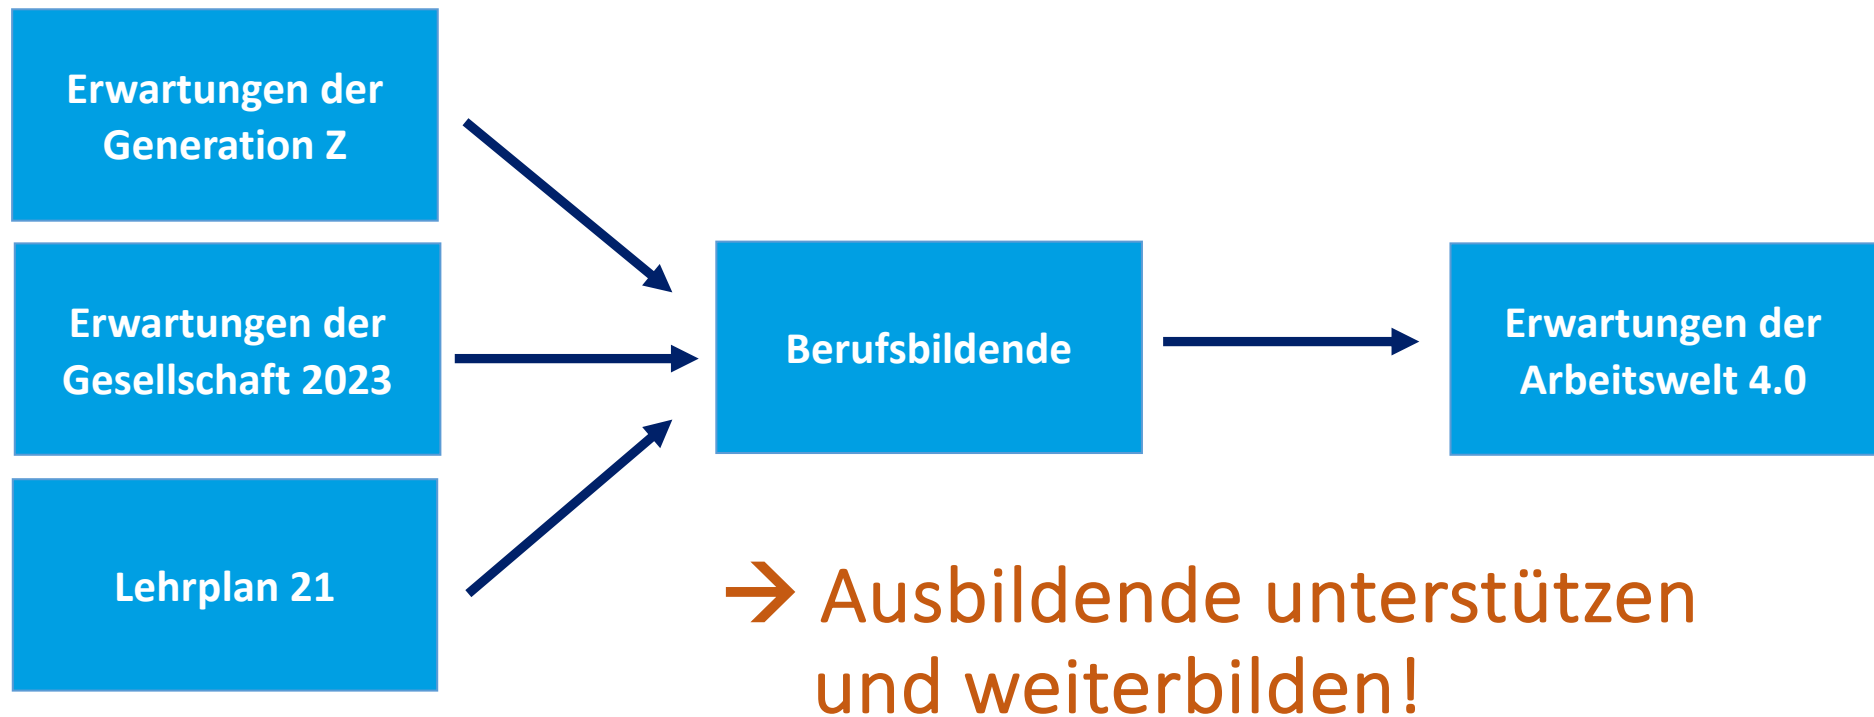 Erwartungen der
Generation Z
Erwartungen der
Gesellschaft 2023
Lehrplan 21
Berufsbildende
Erwartungen der
Arbeitswelt 4.0
→ Ausbildende unterstützen
und weiterbilden!